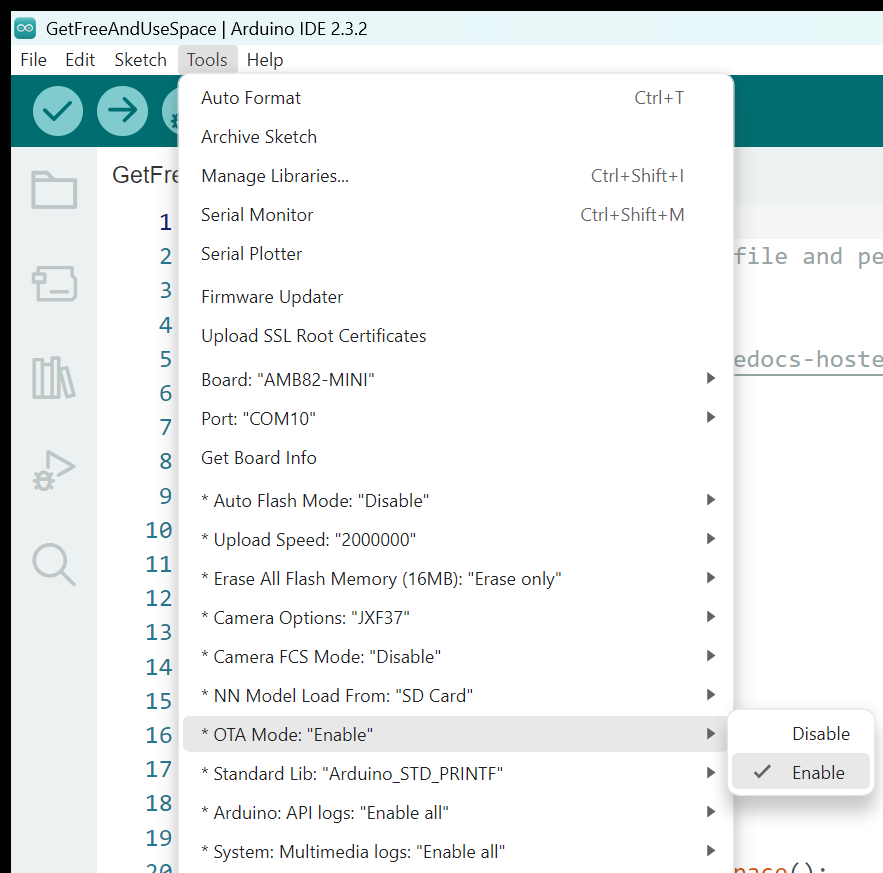 GetFreeAndUseSpace | Arduino IDE 2.3.2
File Edit Sketch Tools Help
Auto Format Ctrl+T
Archive Sketch
Manage Libraries... Ctrl+Shift+I
GetFre
Serial Monitor Ctrl+Shift+M
1
Serial Plotter
2 file and pe
3
Firmware Updater
4
Upload SSL Root Certificates
5 edocs-hoste
Board: "AMB82-MINI"
6
Port: "COM10"
7
Get Board Info
8
9
* Auto Flash Mode: "Disable"
10
* Upload Speed: "2000000"
11
* Erase All Flash Memory (16MB): "Erase only"
12
* Camera Options: "JXF37"
13
* Camera FCS Mode: "Disable"
14
* NN Model Load From: "SD Card"
15
* OTA Mode: "Enable" Disable
16
* Standard Lib: "Arduino_STD_PRINTF" Enable
17
18
* Arduino: API logs: "Enable all"
19
* System: Multimedia logs: "Enable all"
20 pace();